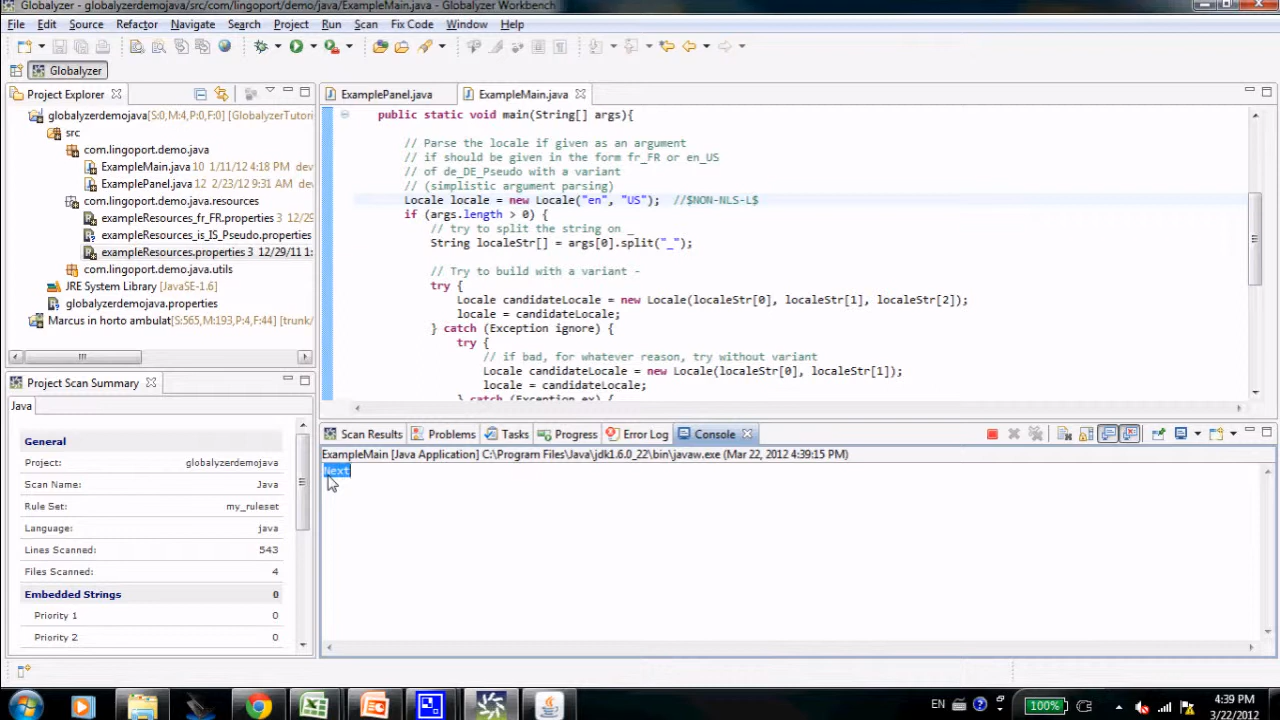 Globalyzer - globalyzerdemojava/src/com/lingoport/demo/java/ExampleMain.java - Globalyzer Workbench
File Edit Source Refactor Navigate Search Project Run Scan Fix Code Window Help
Globalyzer
Project Explorer
globalyzerdemojava[S:0,M:4,P:0,F:0] [GlobalyzerTutori
src
com.lingoport.demo.java
ExampleMain.java 10 1/11/12 4:18 PM dev
ExamplePanel.java 12 2/23/12 9:31 AM de
com.lingoport.demo.java.resources
exampleResources_fr_FR.properties 3 12/29
exampleResources_is_IS_Pseudo.properties
exampleResources.properties 3 12/29/11 1:
com.lingoport.demo.java.utils
JRE System Library [JavaSE-1.6]
globalyzerdemojava.properties
Marcus in horto ambulat[S:565,M:193,P:4,F:44] [trunk/
Project Scan Summary
Java
General
Project: globalyzerdemojava
Scan Name: Java
Rule Set: my_ruleset
Language: java
Lines Scanned: 543
Files Scanned: 4
Embedded Strings 0
Priority 1 0
Priority 2 0
ExamplePanel.java ExampleMain.java
public static void main(String[] args){
// Parse the locale if given as an argument
// if should be given in the form fr_FR or en_US
// of de_DE_Pseudo with a variant
// (simplistic argument parsing)
Locale locale = new Locale("en", "US"); //$NON-NLS-L$
if (args.length > 0) {
// try to split the string on _
String localeStr[] = args[0].split("_");
// Try to build with a variant -
try {
Locale candidateLocale = new Locale(localeStr[0], localeStr[1], localeStr[2]);
locale = candidateLocale;
} catch (Exception ignore) {
try {
// if bad, for whatever reason, try without variant
Locale candidateLocale = new Locale(localeStr[0], localeStr[1]);
locale = candidateLocale;
} catch (Exception ex) {
Scan Results Problems Tasks Progress Error Log Console
ExampleMain [Java Application] C:\Program Files\Java\jdk1.6.0_22\bin\javaw.exe (Mar 22, 2012 4:39:15 PM)
Next
EN 100% 4:39 PM
3/22/2012